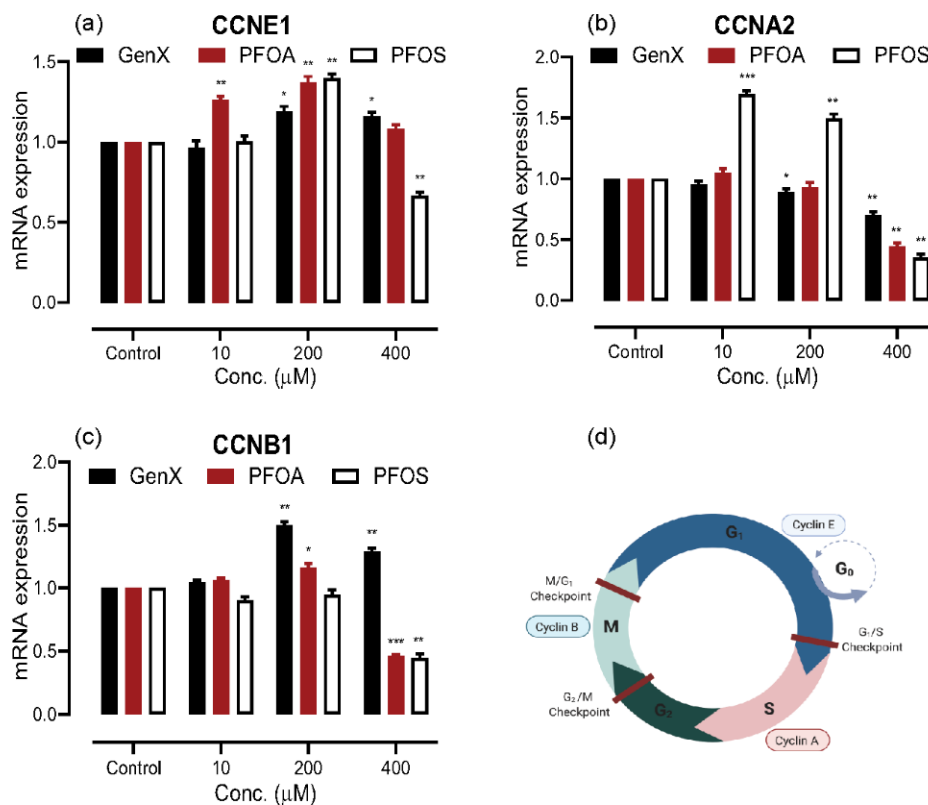 (a)
CCNE1
GenX PFOA PFOS
mRNA expression
1.5
1.0
0.5
0.0
** ** **
* *
**
Control 10 200 400
Conc. (μM)
(b)
CCNA2
GenX PFOA PFOS
mRNA expression
2.0
1.5
1.0
0.5
0.0
***
**
*
**
**
**
Control 10 200 400
Conc. (μM)
(c)
CCNB1
GenX PFOA PFOS
mRNA expression
2.0
1.5
1.0
0.5
0.0
** **
*
*** **
Control 10 200 400
Conc. (μM)
(d)
G₁
Cyclin E
G₀
M/G₁
Checkpoint
Cyclin B
M
G₁/S
Checkpoint
G₂/M
Checkpoint
G₂
S
Cyclin A